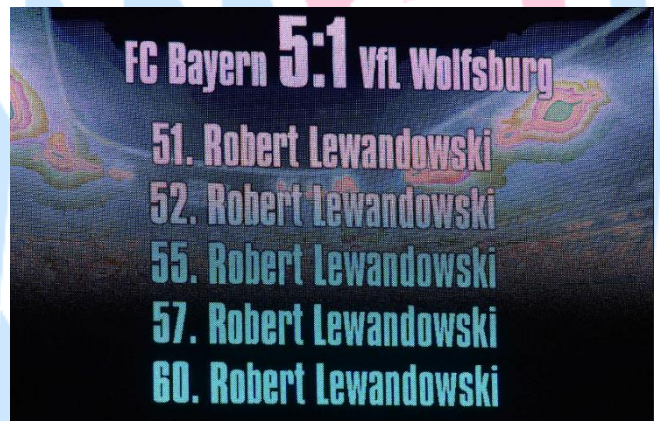 FC Bayern 5:1 VfL Wolfsburg
51. Robert Lewandowski
52. Robert Lewandowski
55. Robert Lewandowski
57. Robert Lewandowski
60. Robert Lewandowski